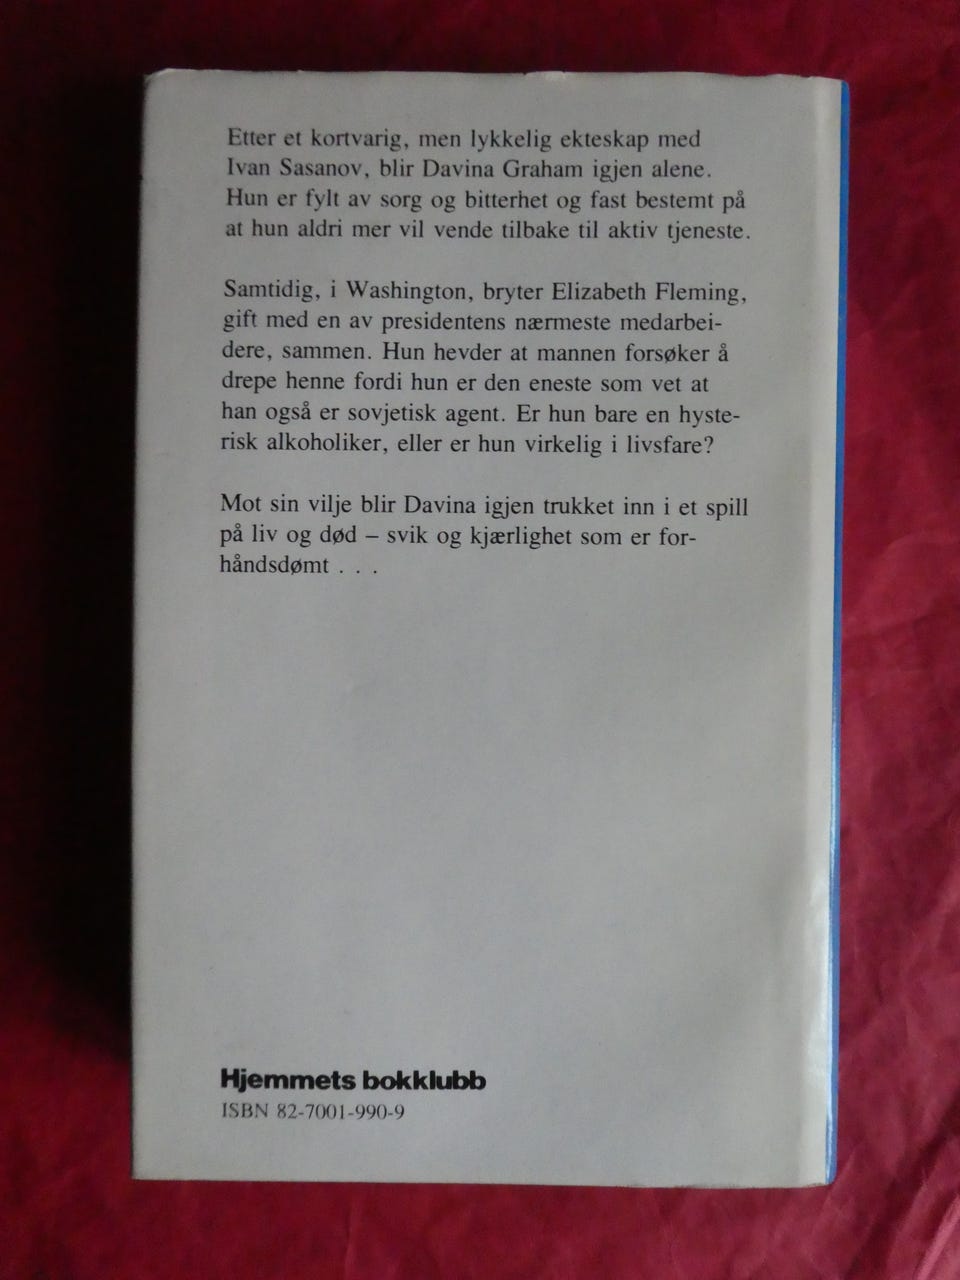 Etter et kortvarig, men lykkelig ekteskap med
Ivan Sasanov, blir Davina Graham igjen alene.
Hun er fylt av sorg og bitterhet og fast bestemt på
at hun aldri mer vil vende tilbake til aktiv tjeneste.
Samtidig, i Washington, bryter Elizabeth Fleming,
gift med en av presidentens nærmeste medarbei-
dere, sammen. Hun hevder at mannen forsøker å
drepe henne fordi hun er den eneste som vet at
han også er sovjetisk agent. Er hun bare en hyste-
risk alkoholiker, eller er hun virkelig i livsfare?
Mot sin vilje blir Davina igjen trukket inn i et spill
på liv og død – svik og kjærlighet som er for-
håndsdømt . . .
Hjemmets bokklubb
ISBN 82-7001-990-9